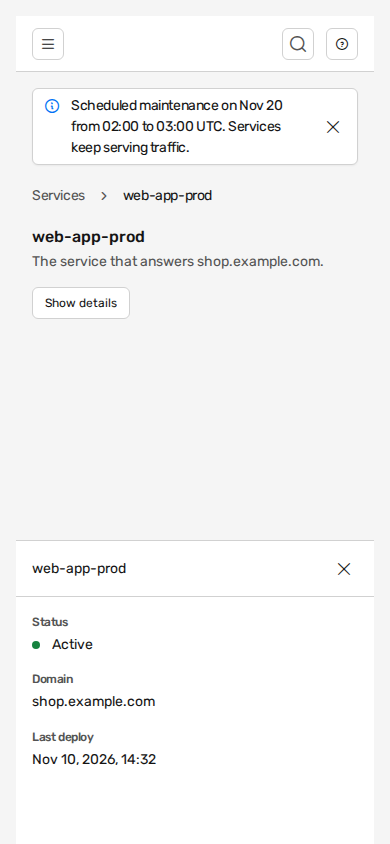 Scheduled maintenance on Nov 20
from 02:00 to 03:00 UTC. Services
keep serving traffic.
Services
web-app-prod
web-app-prod
The service that answers shop.example.com.
Show details
web-app-prod
Status
Active
Domain
shop.example.com
Last deploy
Nov 10, 2026, 14:32